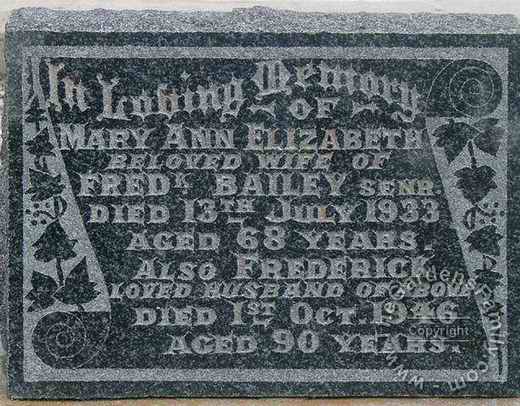 In Loving Memory
OF
MARY ANN ELIZABETH
BELOVED WIFE OF
FREDK BAILEY SENR.
DIED 13TH JULY 1933
AGED 68 YEARS.
ALSO FREDERICK
LOVED HUSBAND OF
DIED 1ST OCT. 1946
AGED 90 YEARS.
Copyright